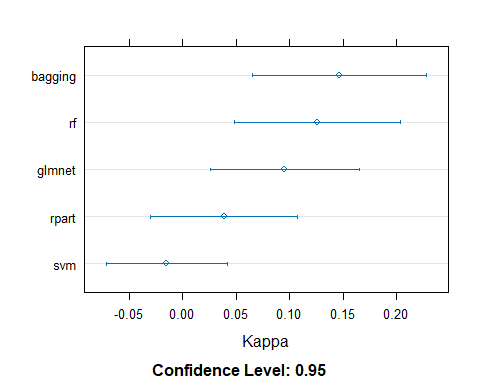 bagging
rf
glmnet
rpart
svm
-0.05 0.00 0.05 0.10 0.15 0.20
Kappa
Confidence Level: 0.95